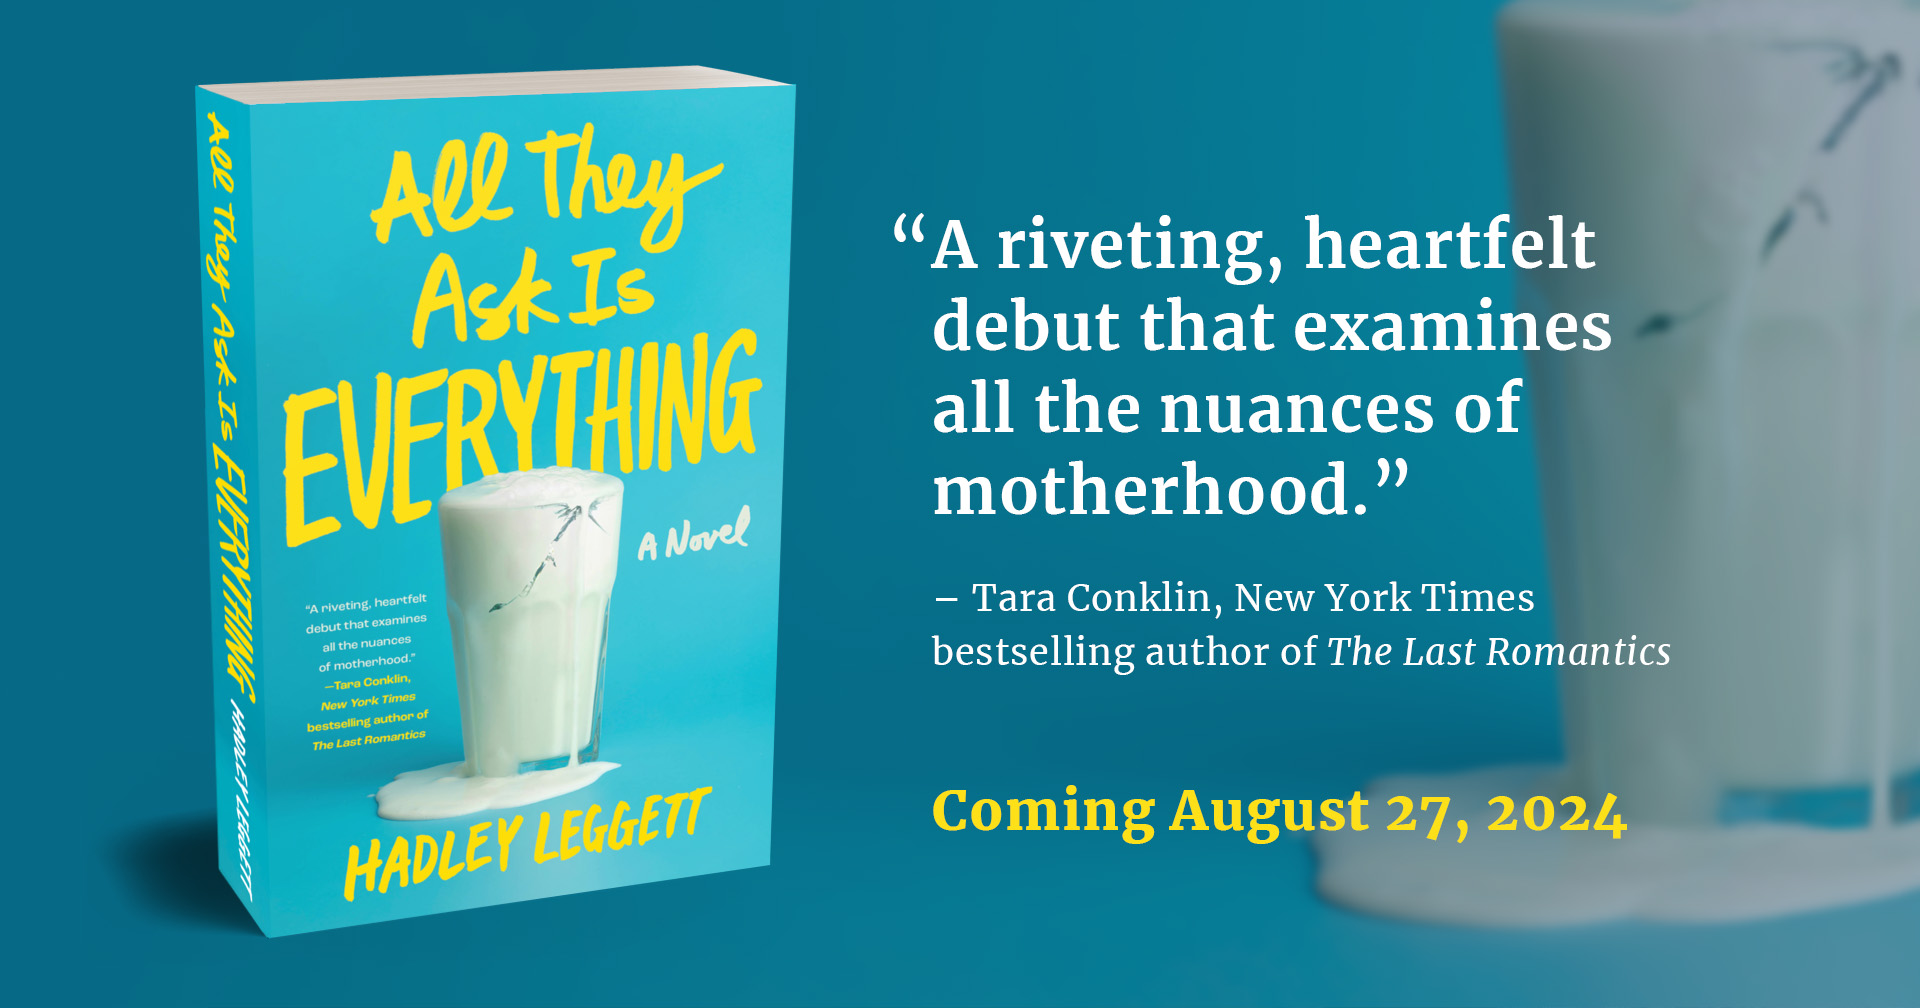 All They Ask Is EVERYTHING HADLEY LEGGETT
All They
Ask Is
EVERYTHING
A Novel
"A riveting, heartfelt
debut that examines
all the nuances
of motherhood."
—Tara Conklin,
New York Times
bestselling author of
The Last Romantics
HADLEY LEGGETT
“A riveting, heartfelt
debut that examines
all the nuances of
motherhood.”
– Tara Conklin, New York Times
bestselling author of The Last Romantics
Coming August 27, 2024